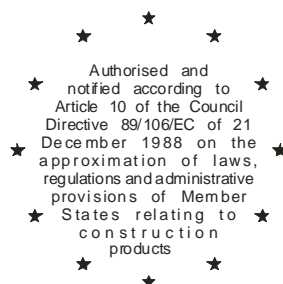 Authorised and
notified according to
Article 10 of the Council
Directive 89/106/EC of 21
December 1988 on the
approximation of laws,
regulations and administrative
provisions of Member
States relating to
construction
products